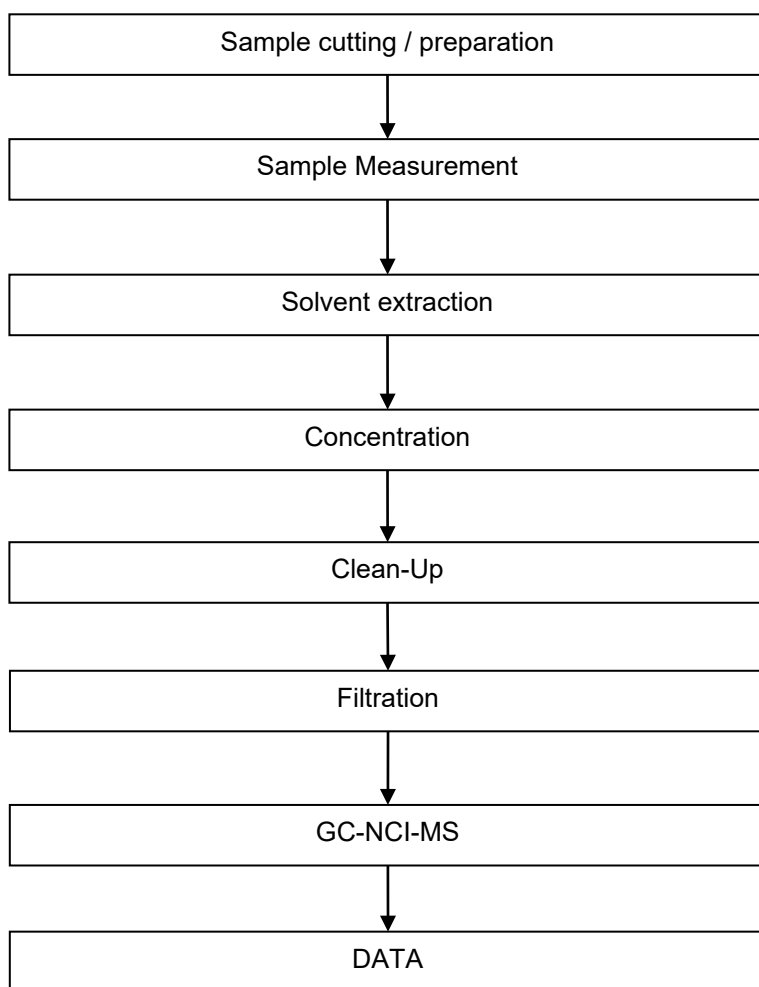 Sample cutting / preparation
Sample Measurement
Solvent extraction
Concentration
Clean-Up
Filtration
GC-NCI-MS
DATA